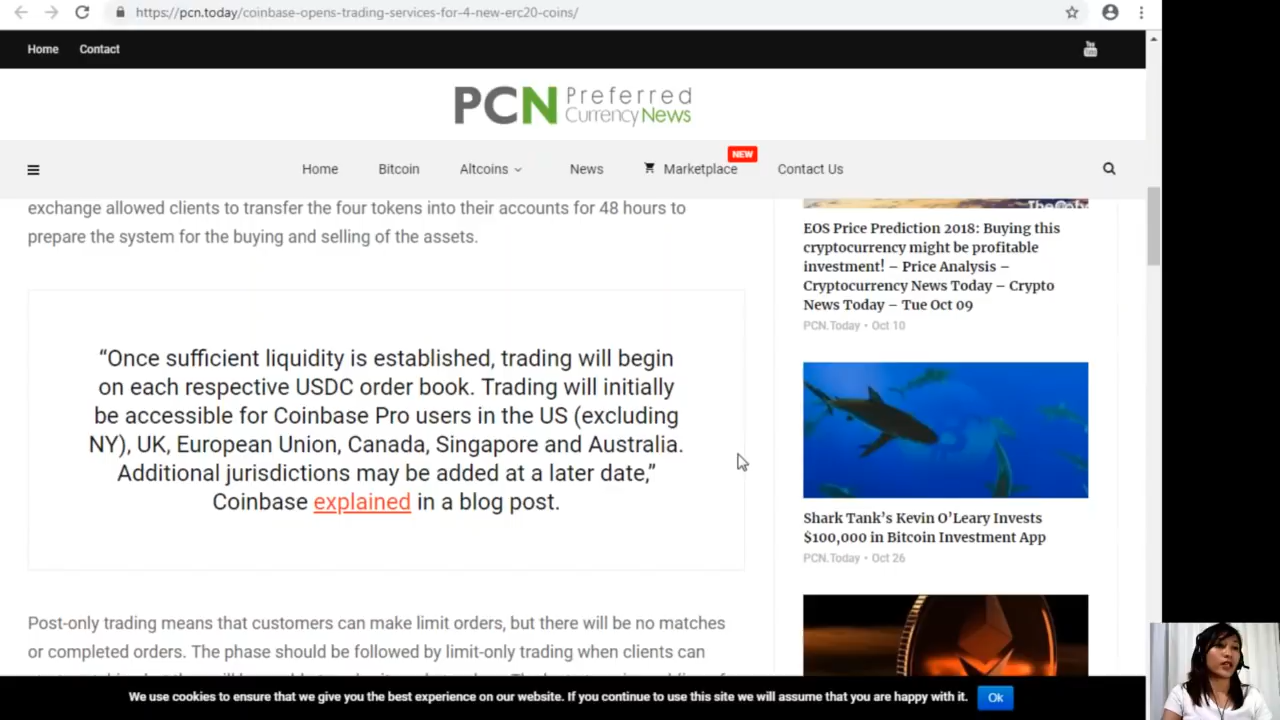 https://pcn.today/coinbase-opens-trading-services-for-4-new-erc20-coins/
Home Contact
You
PCN Preferred
Currency News
NEW
Home Bitcoin Altcoins News Marketplace Contact Us
exchange allowed clients to transfer the four tokens into their accounts for 48 hours to
prepare the system for the buying and selling of the assets.
“Once sufficient liquidity is established, trading will begin
on each respective USDC order book. Trading will initially
be accessible for Coinbase Pro users in the US (excluding
NY), UK, European Union, Canada, Singapore and Australia.
Additional jurisdictions may be added at a later date,”
Coinbase explained in a blog post.
Post-only trading means that customers can make limit orders, but there will be no matches
or completed orders. The phase should be followed by limit-only trading when clients can
EOS Price Prediction 2018: Buying this
cryptocurrency might be profitable
investment! – Price Analysis –
Cryptocurrency News Today – Crypto
News Today – Tue Oct 09
PCN.Today • Oct 10
Shark Tank’s Kevin O’Leary Invests
$100,000 in Bitcoin Investment App
PCN.Today • Oct 26
We use cookies to ensure that we give you the best experience on our website. If you continue to use this site we will assume that you are happy with it. Ok